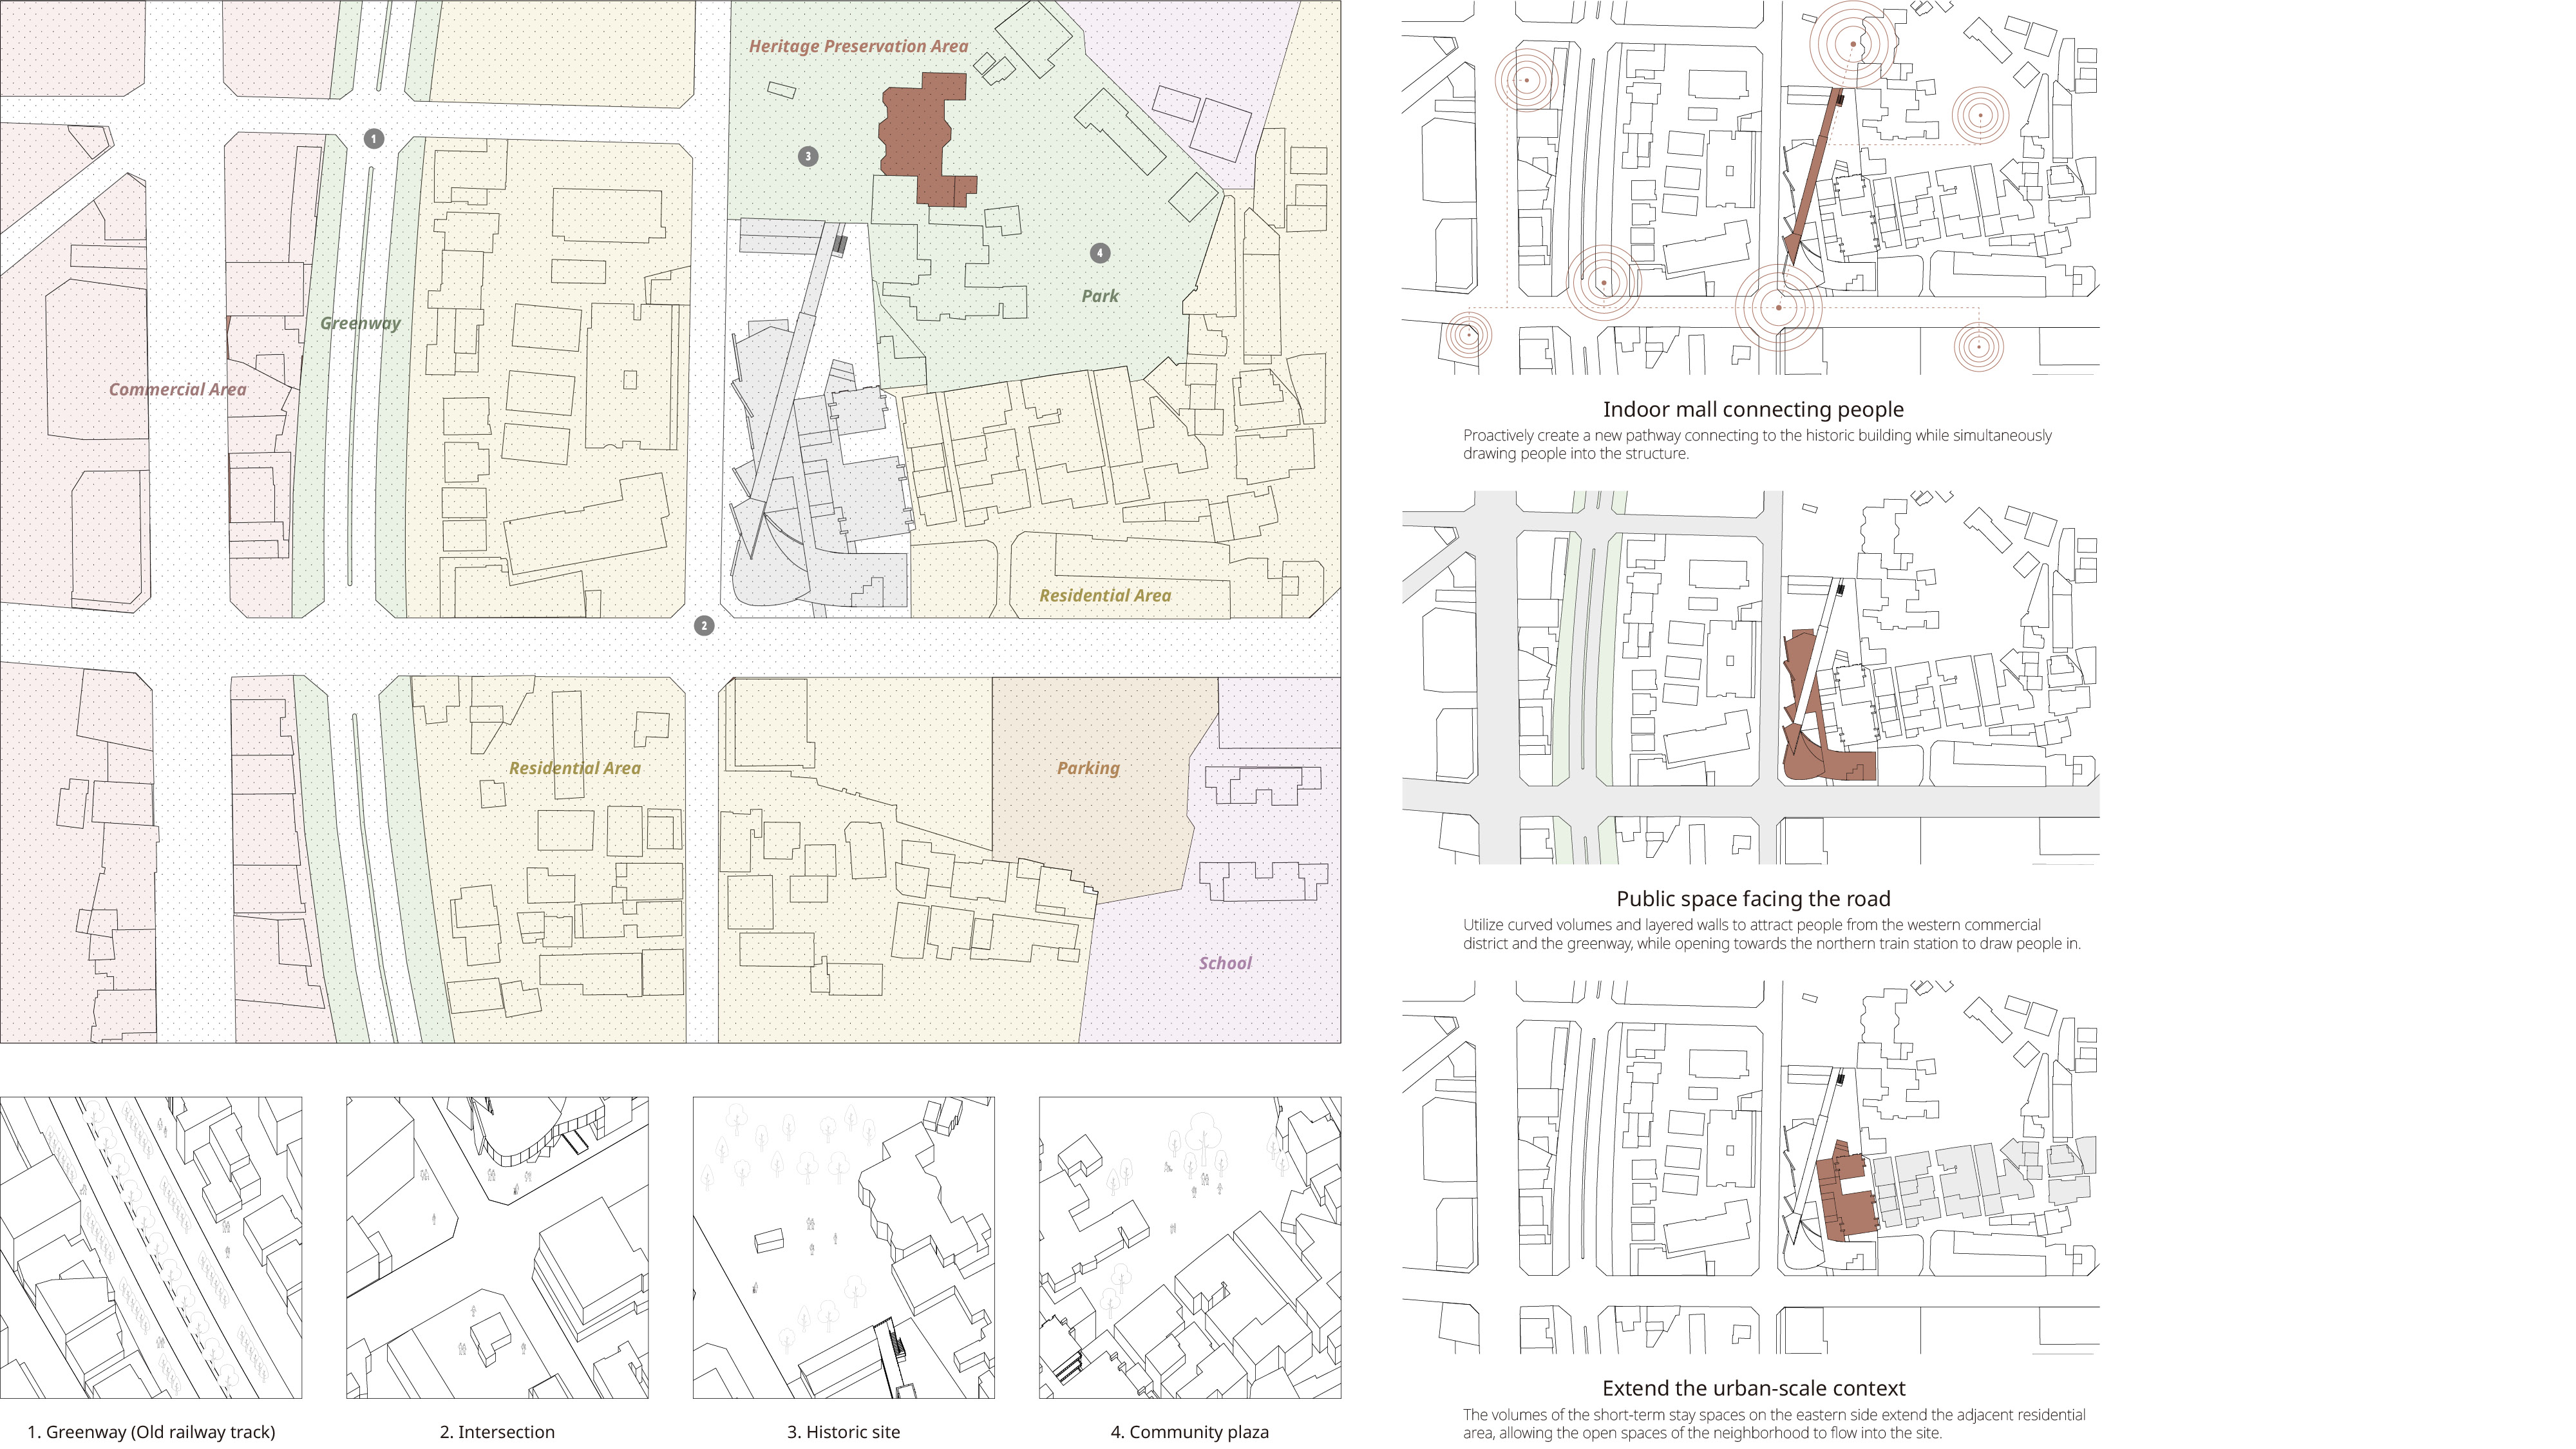 Heritage Preservation Area
1
3
4
Park
Greenway
Commercial Area
Residential Area
2
Residential Area
Parking
School
1. Greenway (Old railway track)
2. Intersection
3. Historic site
4. Community plaza
Indoor mall connecting people
Proactively create a new pathway connecting to the historic building while simultaneously
drawing people into the structure.
Public space facing the road
Utilize curved volumes and layered walls to attract people from the western commercial
district and the greenway, while opening towards the northern train station to draw people in.
Extend the urban-scale context
The volumes of the short-term stay spaces on the eastern side extend the adjacent residential
area, allowing the open spaces of the neighborhood to flow into the site.